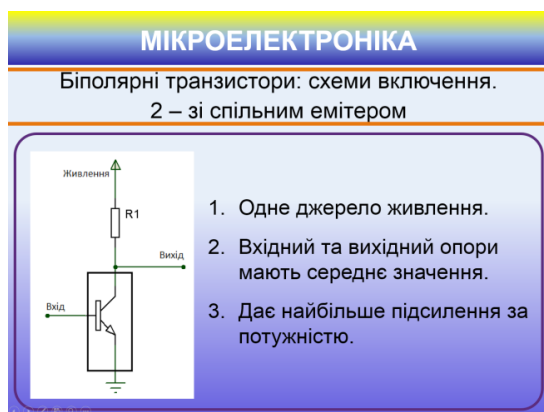 МІКРОЕЛЕКТРОНІКА
Біполярні транзистори: схеми включення.
2 – зі спільним емітером
Живлення
R1
Вихід
Вхід
1. Одне джерело живлення.
2. Вхідний та вихідний опори
мають середнє значення.
3. Дає найбільше підсилення за
потужністю.